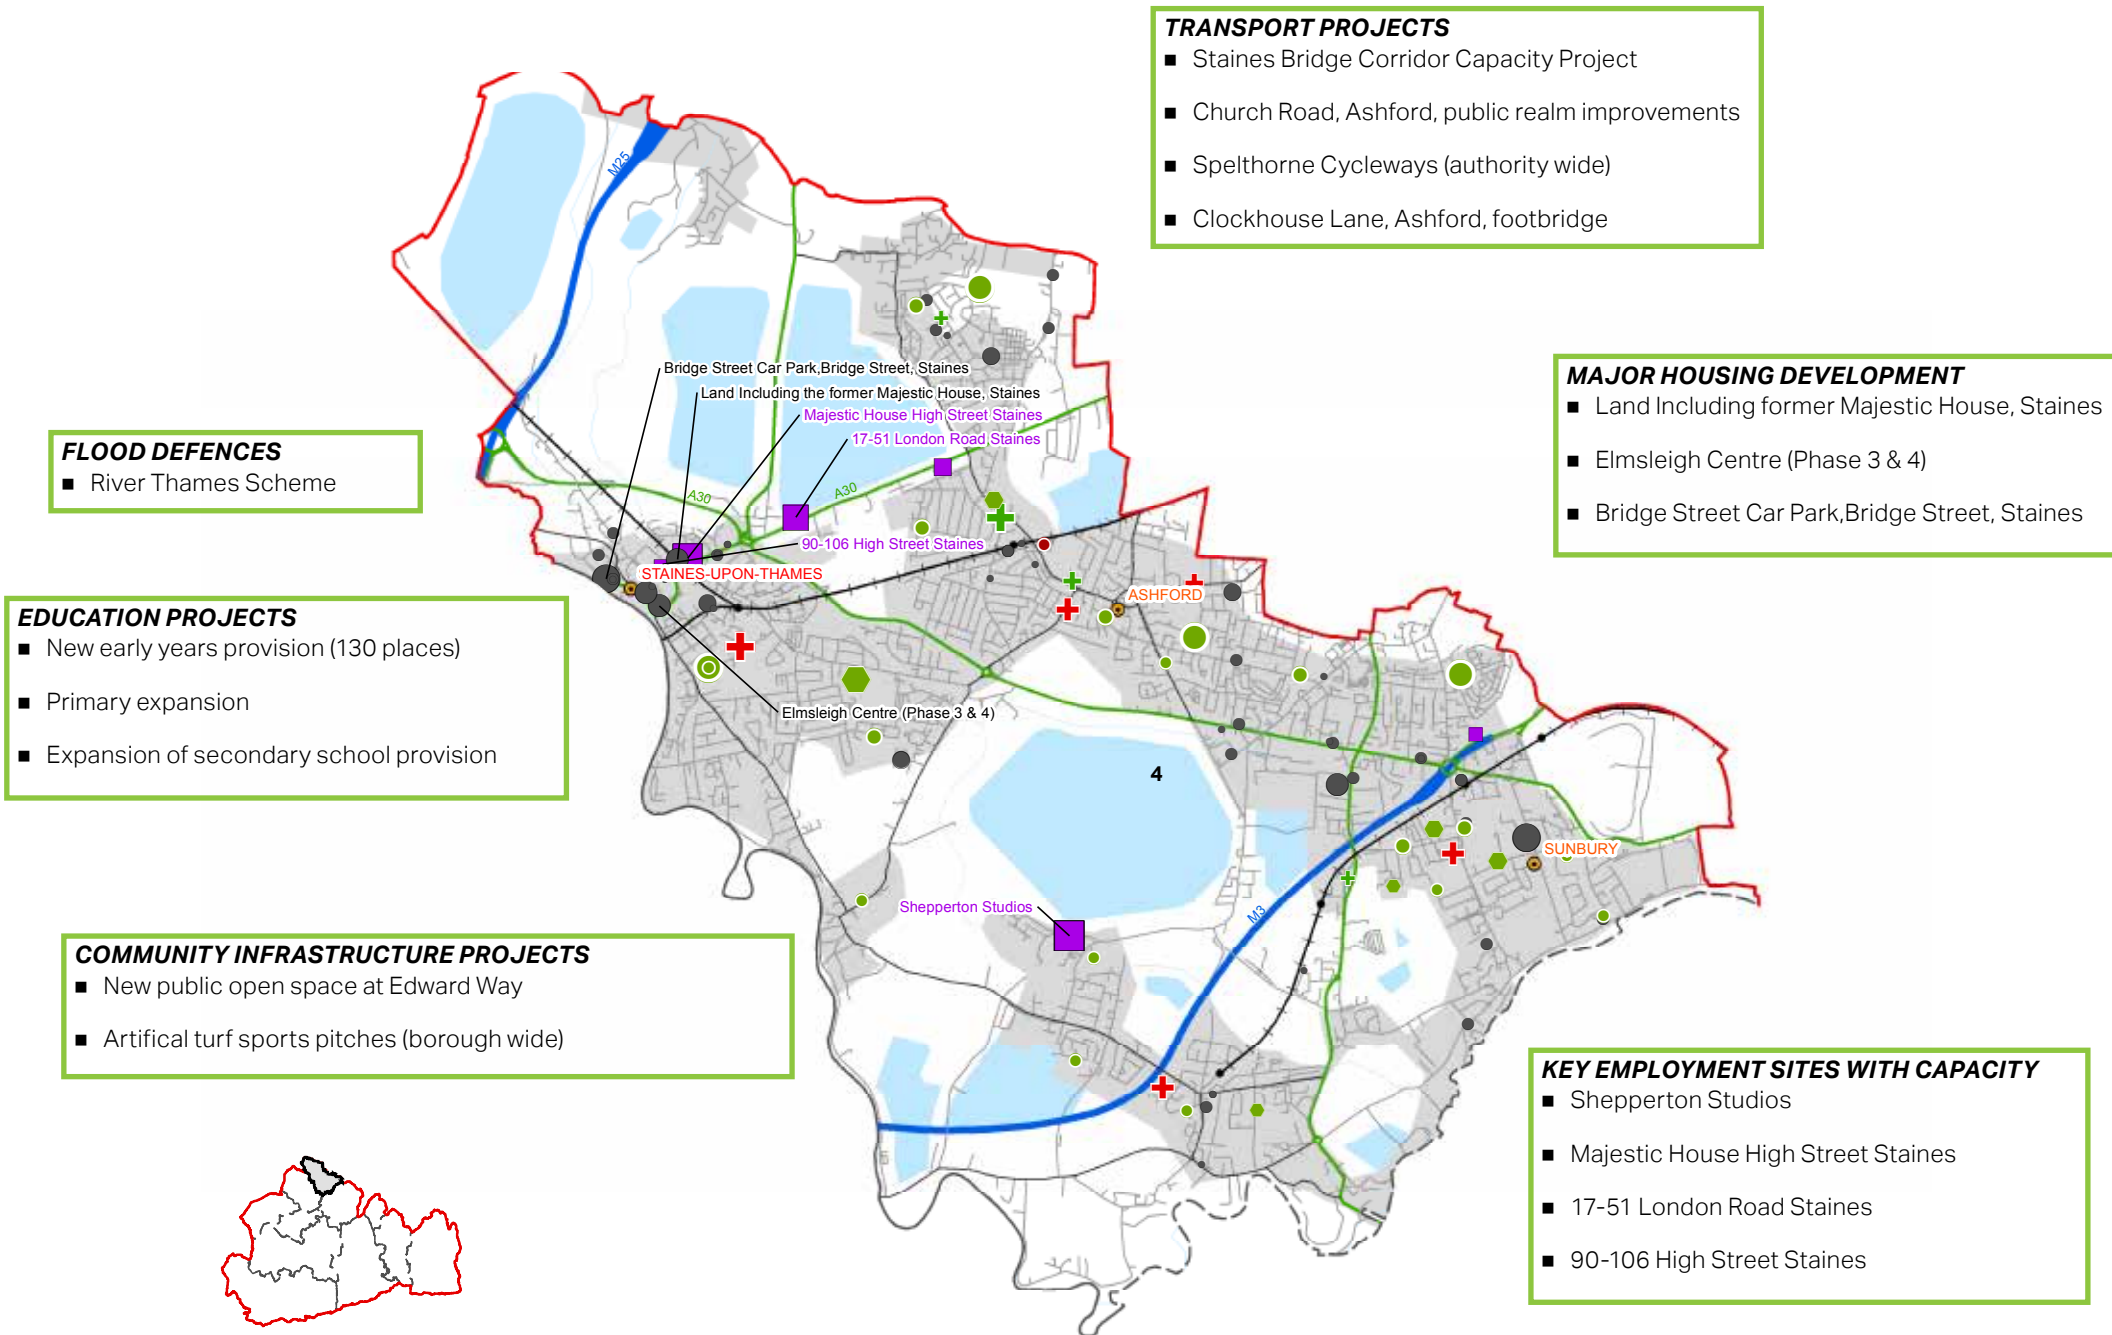 TRANSPORT PROJECTS
■ Staines Bridge Corridor Capacity Project
■ Church Road, Ashford, public realm improvements
■ Spelthorne Cycleways (authority wide)
■ Clockhouse Lane, Ashford, footbridge
MAJOR HOUSING DEVELOPMENT
■ Land Including former Majestic House, Staines
■ Elmsleigh Centre (Phase 3 & 4)
■ Bridge Street Car Park,Bridge Street, Staines
FLOOD DEFENCES
■ River Thames Scheme
EDUCATION PROJECTS
■ New early years provision (130 places)
■ Primary expansion
■ Expansion of secondary school provision
COMMUNITY INFRASTRUCTURE PROJECTS
■ New public open space at Edward Way
■ Artifical turf sports pitches (borough wide)
KEY EMPLOYMENT SITES WITH CAPACITY
■ Shepperton Studios
■ Majestic House High Street Staines
■ 17-51 London Road Staines
■ 90-106 High Street Staines
M25
Bridge Street Car Park,Bridge Street, Staines
Land Including the former Majestic House, Staines
Majestic House High Street Staines
17-51 London Road Staines
A30
A30
90-106 High Street Staines
STAINES-UPON-THAMES
ASHFORD
Elmsleigh Centre (Phase 3 & 4)
4
SUNBURY
Shepperton Studios
M3